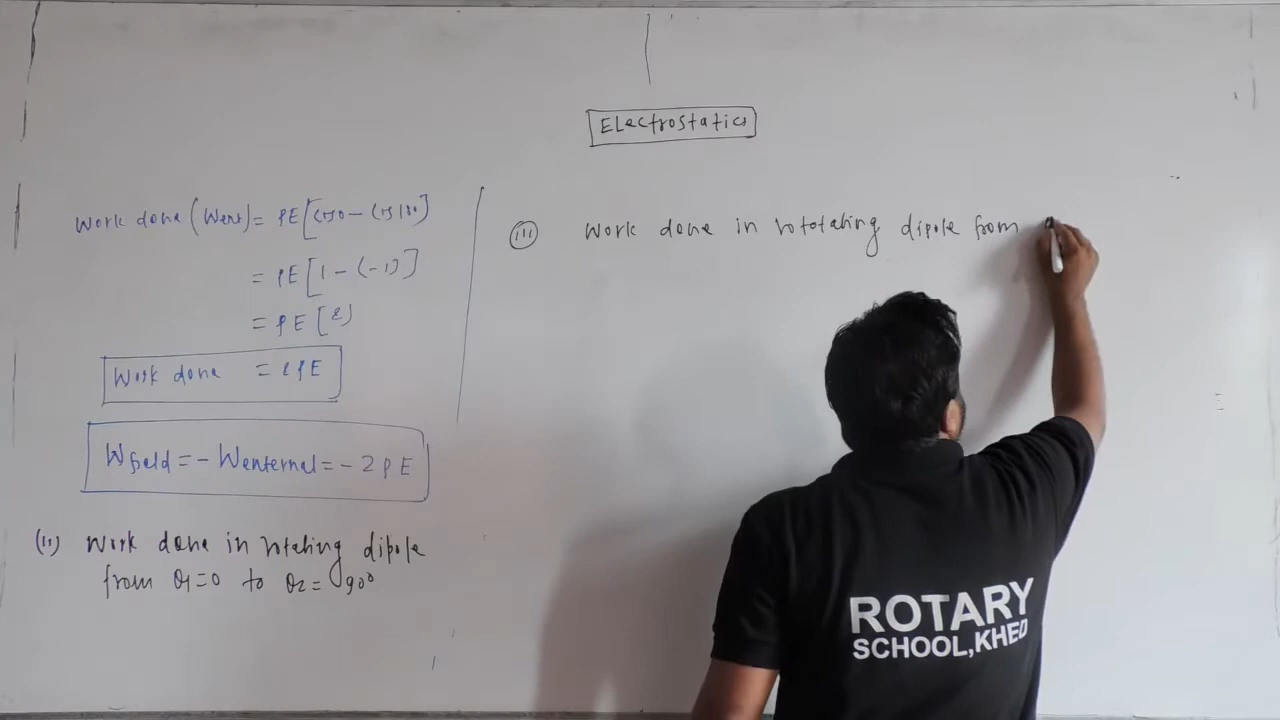 Electrostatics
Work done (Wext) = PE[cos0 - cos180]
= PE[1 - (-1)]
= PE[2]
Work done = 2PE
Wfield = - Wexternal = - 2PE
(ii) Work done in rotating dipole
from θ1=0 to θ2=90°
(iii) Work done in rototating dipole from
ROTARY
SCHOOL,KHED